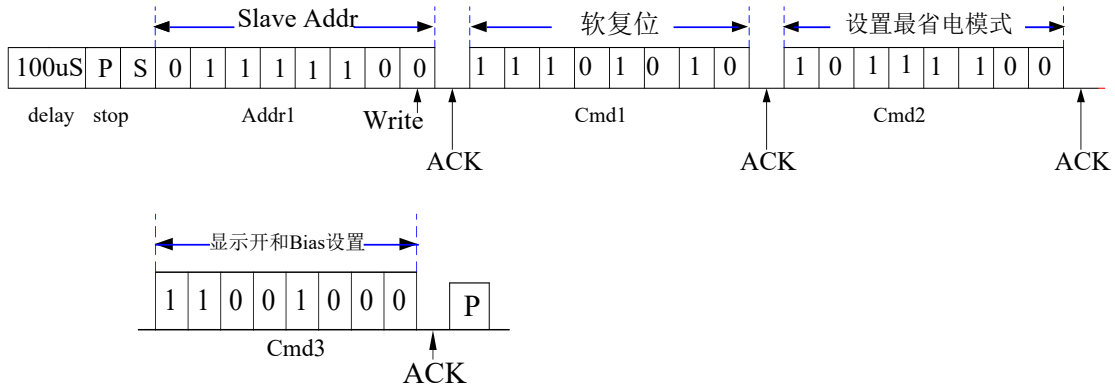 Slave Addr 软复位 设置最省电模式
100uS P S 0 1 1 1 1 1 0 0 1 1 1 0 1 0 1 0 1 0 1 1 1 1 0 0
delay stop Addr1 Write Cmd1 Cmd2
ACK ACK ACK
显示开和Bias设置
1 1 0 0 1 0 0 0 P
Cmd3
ACK